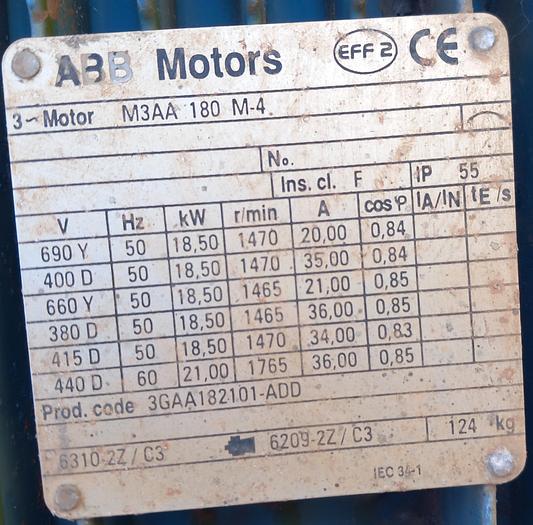 ABB Motors EFF 2 CE
3~Motor M3AA 180 M-4
No.
Ins. cl. F IP 55
V Hz kW r/min A cos φ IA/IN tE/s
690 Y 50 18,50 1470 20,00 0,84
400 D 50 18,50 1470 35,00 0,84
660 Y 50 18,50 1465 21,00 0,85
380 D 50 18,50 1465 36,00 0,85
415 D 50 18,50 1470 34,00 0,83
440 D 60 21,00 1765 36,00 0,85
Prod. code 3GAA182101-ADD
6310-2Z/C3 6209-2Z/C3 124 kg
IEC 34-1